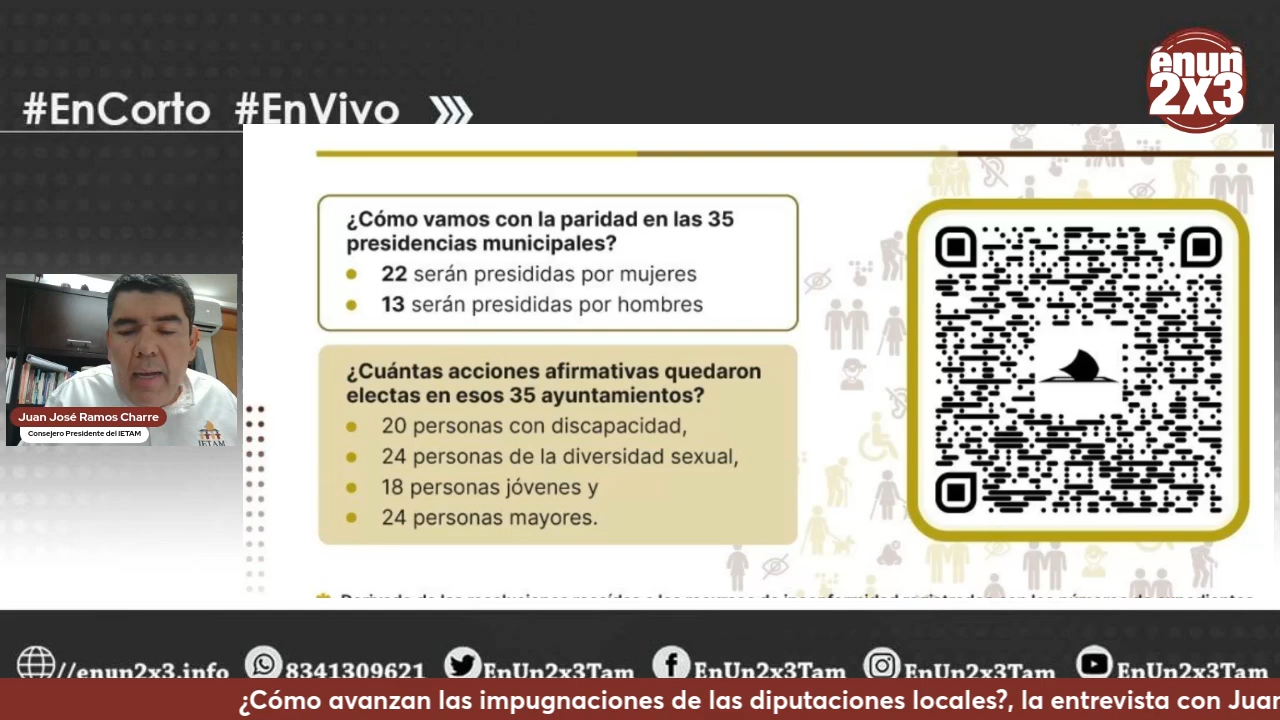 #EnCorto #EnVivo
énun
2x3
¿Cómo vamos con la paridad en las 35
presidencias municipales?
22 serán presididas por mujeres
13 serán presididas por hombres
¿Cuántas acciones afirmativas quedaron
electas en esos 35 ayuntamientos?
20 personas con discapacidad,
24 personas de la diversidad sexual,
18 personas jóvenes y
24 personas mayores.
Juan José Ramos Charre
Consejero Presidente del IETAM
IETAM
//enun2x3.info
8341309621
EnUn2x3Tam
EnUn2x3Tam
EnUn2x3Tam
EnUn2x3Tam
¿Cómo avanzan las impugnaciones de las diputaciones locales?, la entrevista con Juan